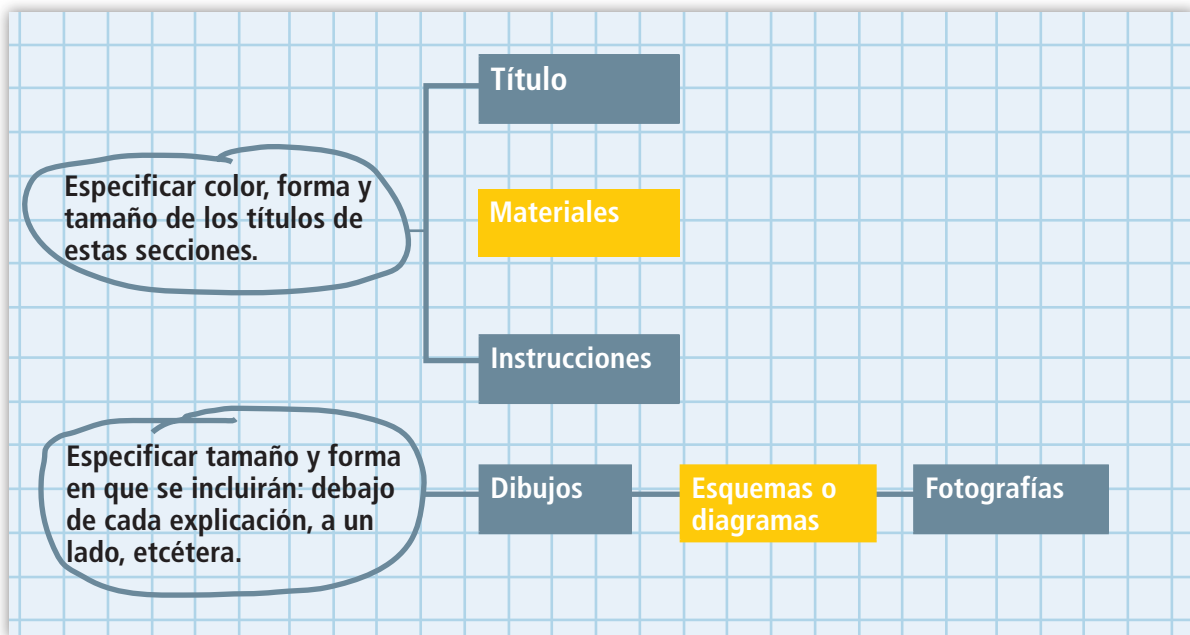 Título
Especificar color, forma y
tamaño de los títulos de
estas secciones.
Materiales
Instrucciones
Especificar tamaño y forma
en que se incluirán: debajo
de cada explicación, a un
lado, etcétera.
Dibujos
Esquemas o
diagramas
Fotografías